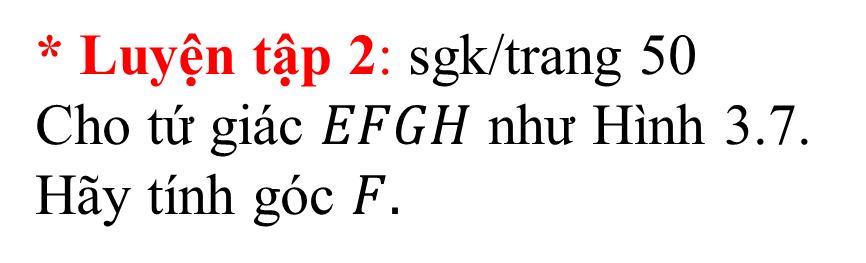 * Luyện tập 2: sgk/trang 50
Cho tứ giác EFGH như Hình 3.7.
Hãy tính góc F.